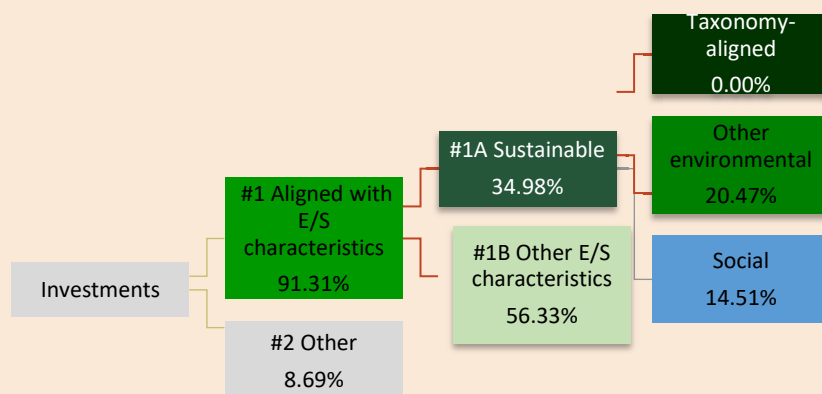 Taxonomy-
aligned
0.00%
#1A Sustainable
34.98%
Other
environmental
20.47%
#1 Aligned with
E/S
characteristics
91.31%
#1B Other E/S
characteristics
56.33%
Social
14.51%
Investments
#2 Other
8.69%